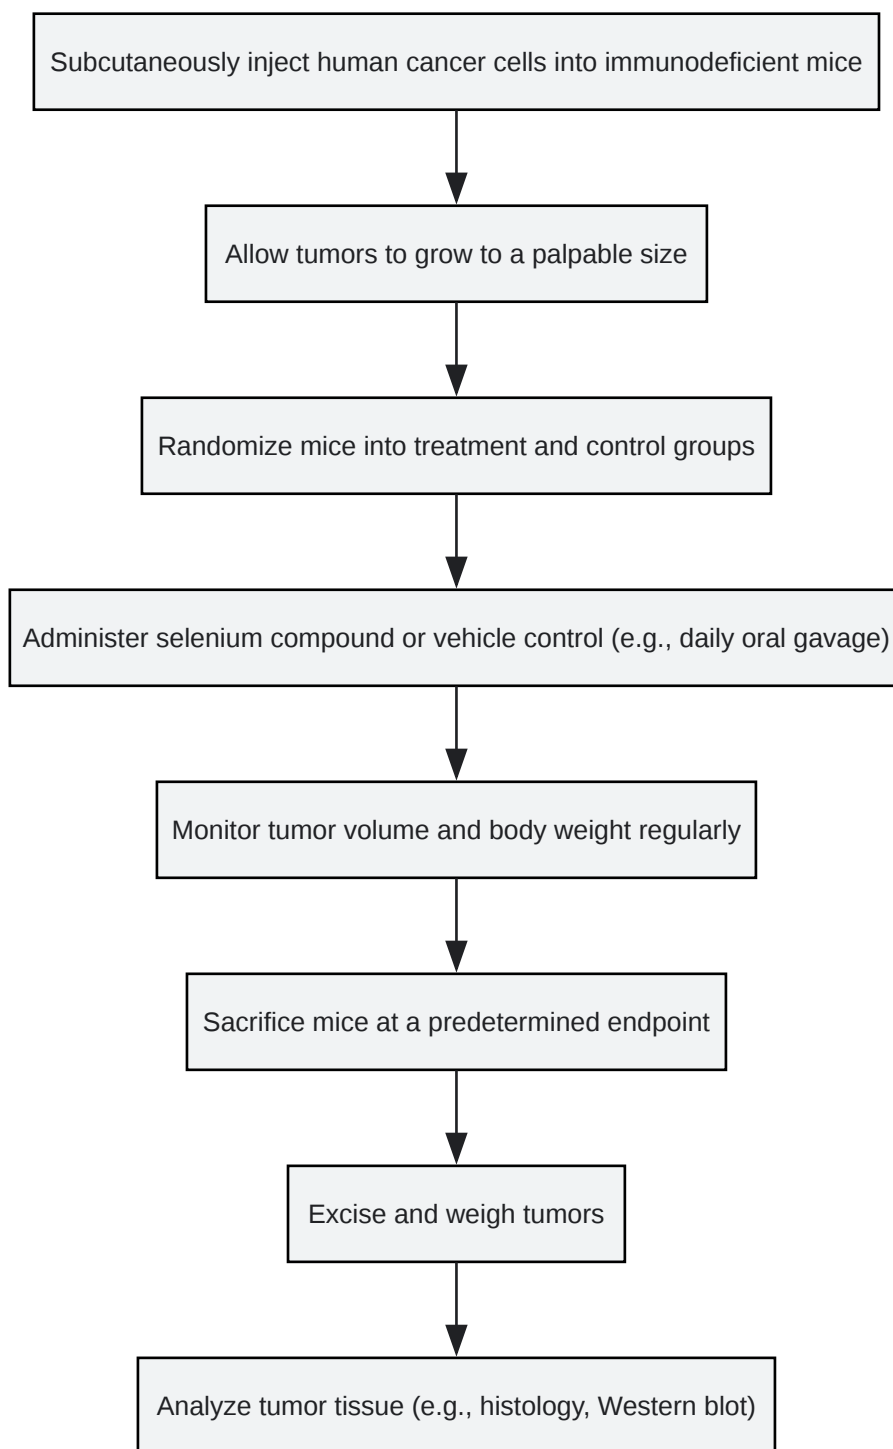 Subcutaneously inject human cancer cells into immunodeficient mice
Allow tumors to grow to a palpable size
Randomize mice into treatment and control groups
Administer selenium compound or vehicle control (e.g., daily oral gavage)
Monitor tumor volume and body weight regularly
Sacrifice mice at a predetermined endpoint
Excise and weigh tumors
Analyze tumor tissue (e.g., histology, Western blot)